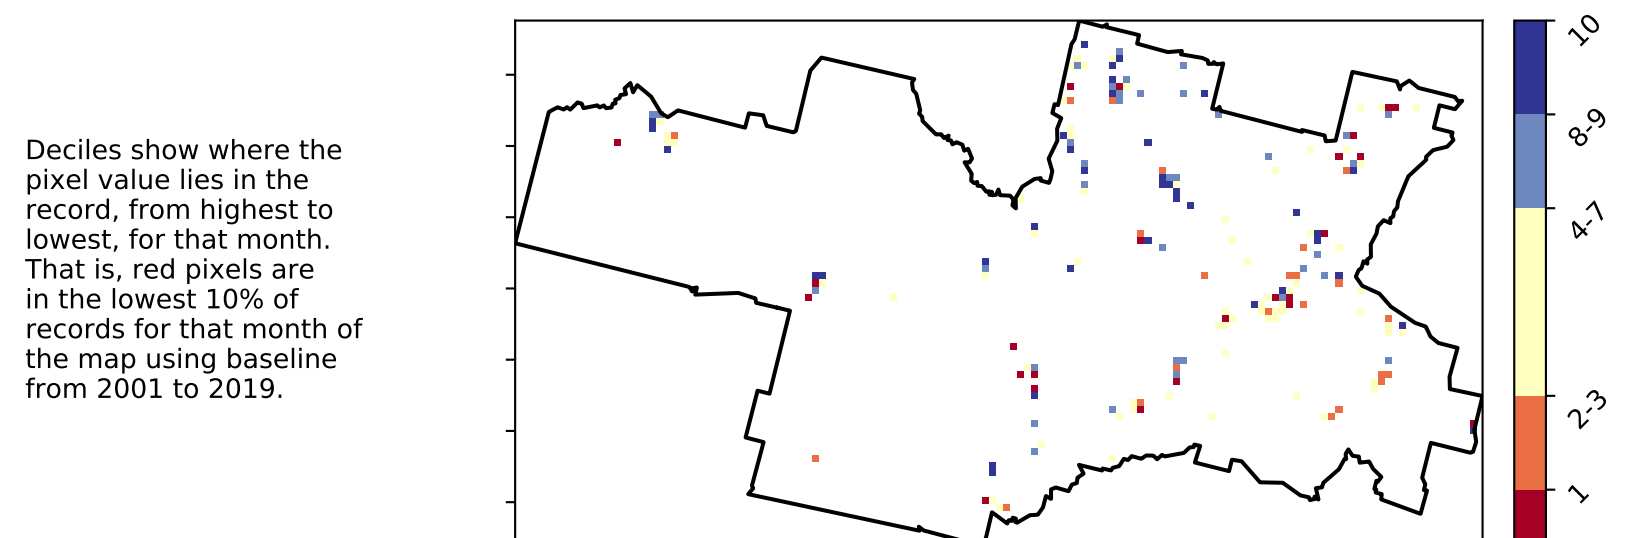 Deciles show where the
pixel value lies in the
record, from highest to
lowest, for that month.
That is, red pixels are
in the lowest 10% of
records for that month of
the map using baseline
from 2001 to 2019.
10
8-9
4-7
2-3
1